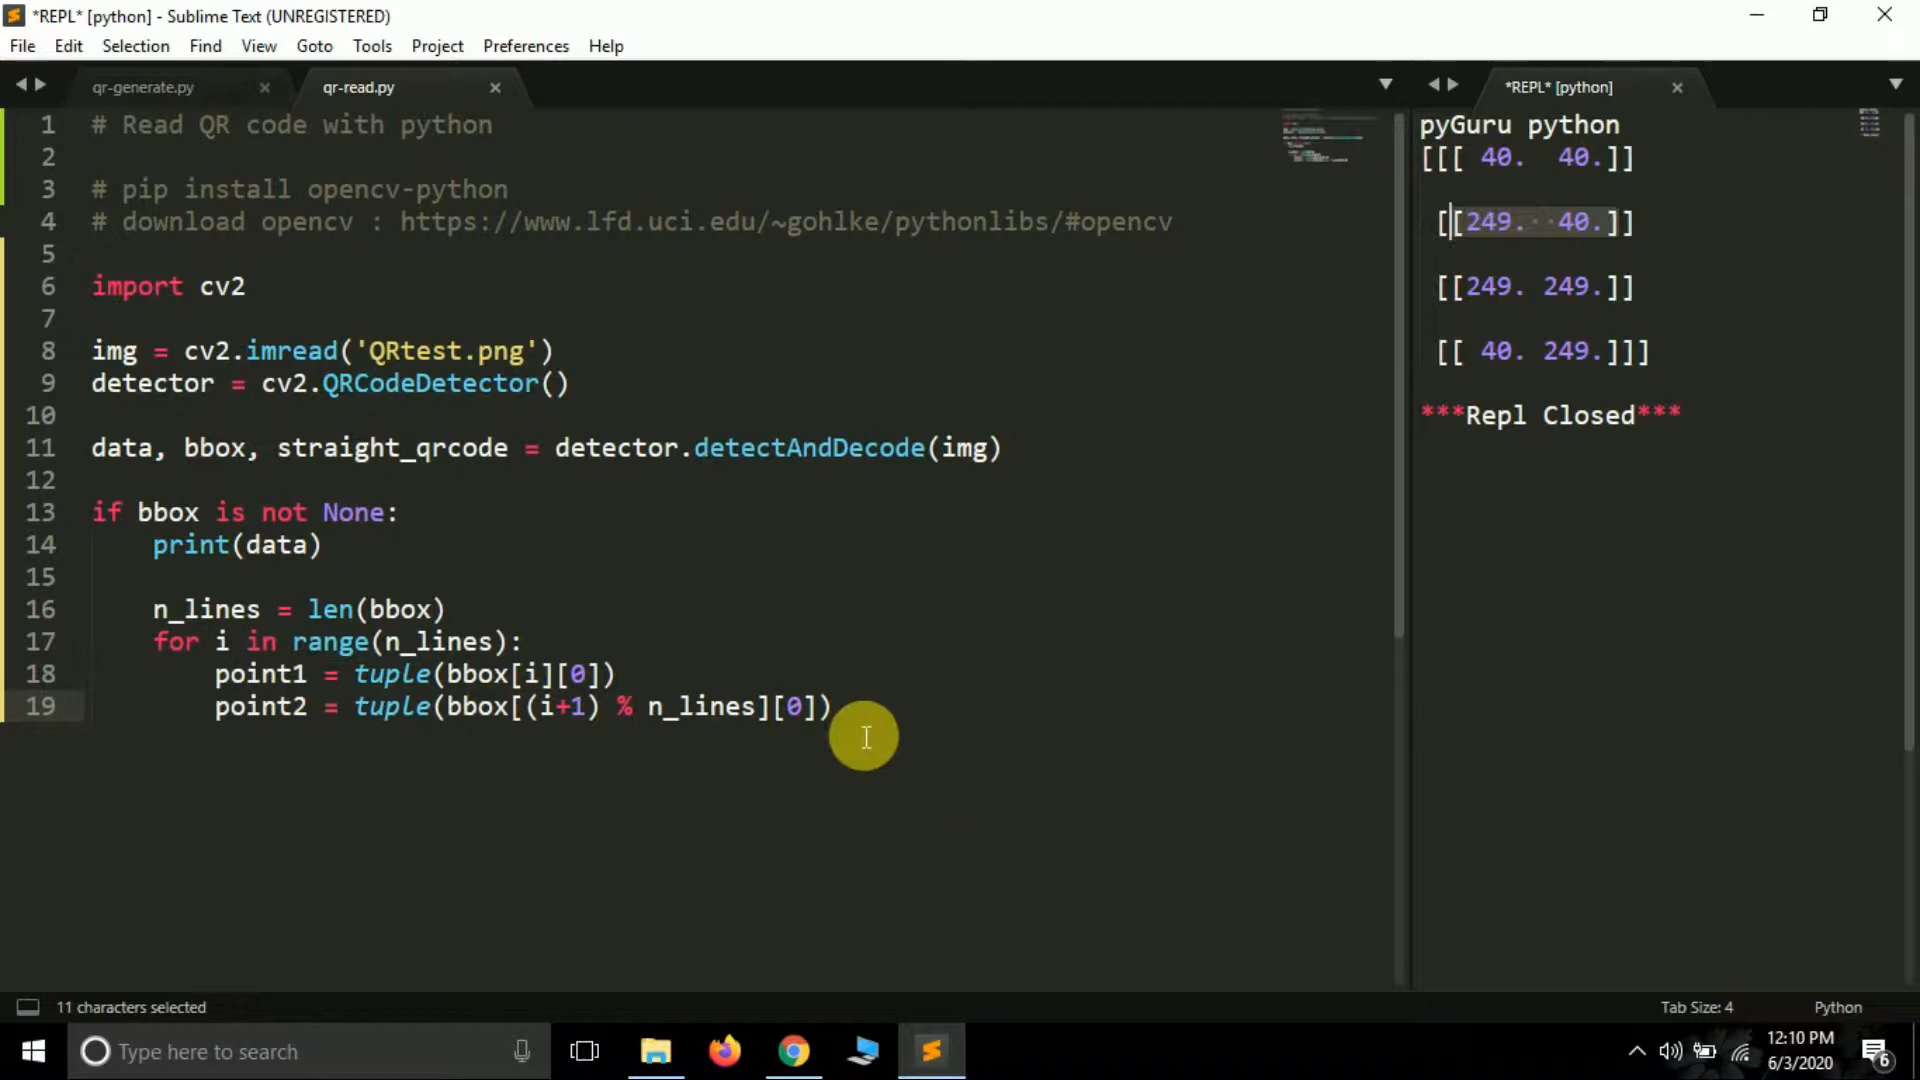 *REPL* [python] - Sublime Text (UNREGISTERED)
File Edit Selection Find View Goto Tools Project Preferences Help
qr-generate.py × qr-read.py ×
1 # Read QR code with python
2
3 # pip install opencv-python
4 # download opencv : https://www.lfd.uci.edu/~gohlke/pythonlibs/#opencv
5
6 import cv2
7
8 img = cv2.imread('QRtest.png')
9 detector = cv2.QRCodeDetector()
10
11 data, bbox, straight_qrcode = detector.detectAndDecode(img)
12
13 if bbox is not None:
14     print(data)
15
16     n_lines = len(bbox)
17     for i in range(n_lines):
18         point1 = tuple(bbox[i][0])
19         point2 = tuple(bbox[(i+1) % n_lines][0])
*REPL* [python] ×
pyGuru python
[[[ 40.  40.]]
[[249.  40.]]
[[249. 249.]]
[[ 40. 249.]]]
***Repl Closed***
11 characters selected
Tab Size: 4 Python
Type here to search
12:10 PM
6/3/2020
6